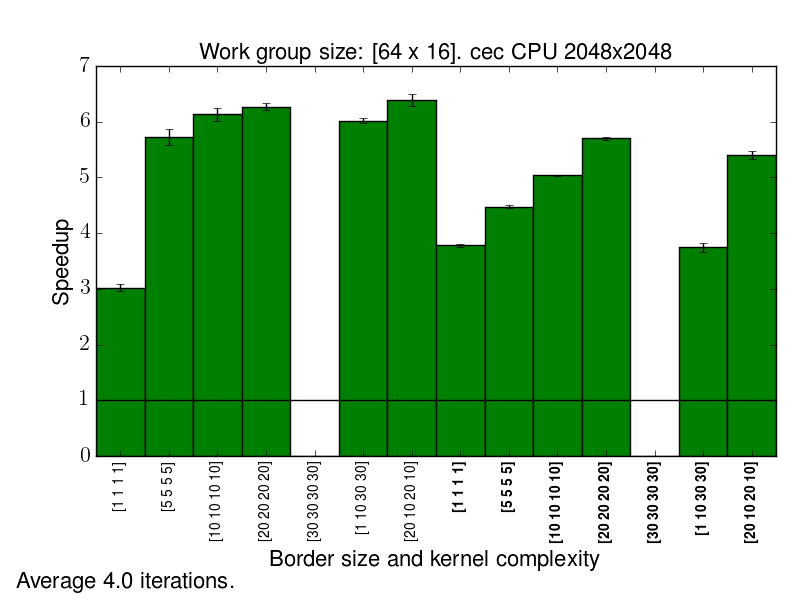 Work group size: [64 x 16]. cec CPU 2048x2048
7
6
5
4
3
2
1
0
Speedup
[1 1 1 1]
[5 5 5 5]
[10 10 10 10]
[20 20 20 20]
[30 30 30 30]
[1 10 30 30]
[20 10 20 10]
[1 1 1 1]
[5 5 5 5]
[10 10 10 10]
[20 20 20 20]
[30 30 30 30]
[1 10 30 30]
[20 10 20 10]
Border size and kernel complexity
Average 4.0 iterations.